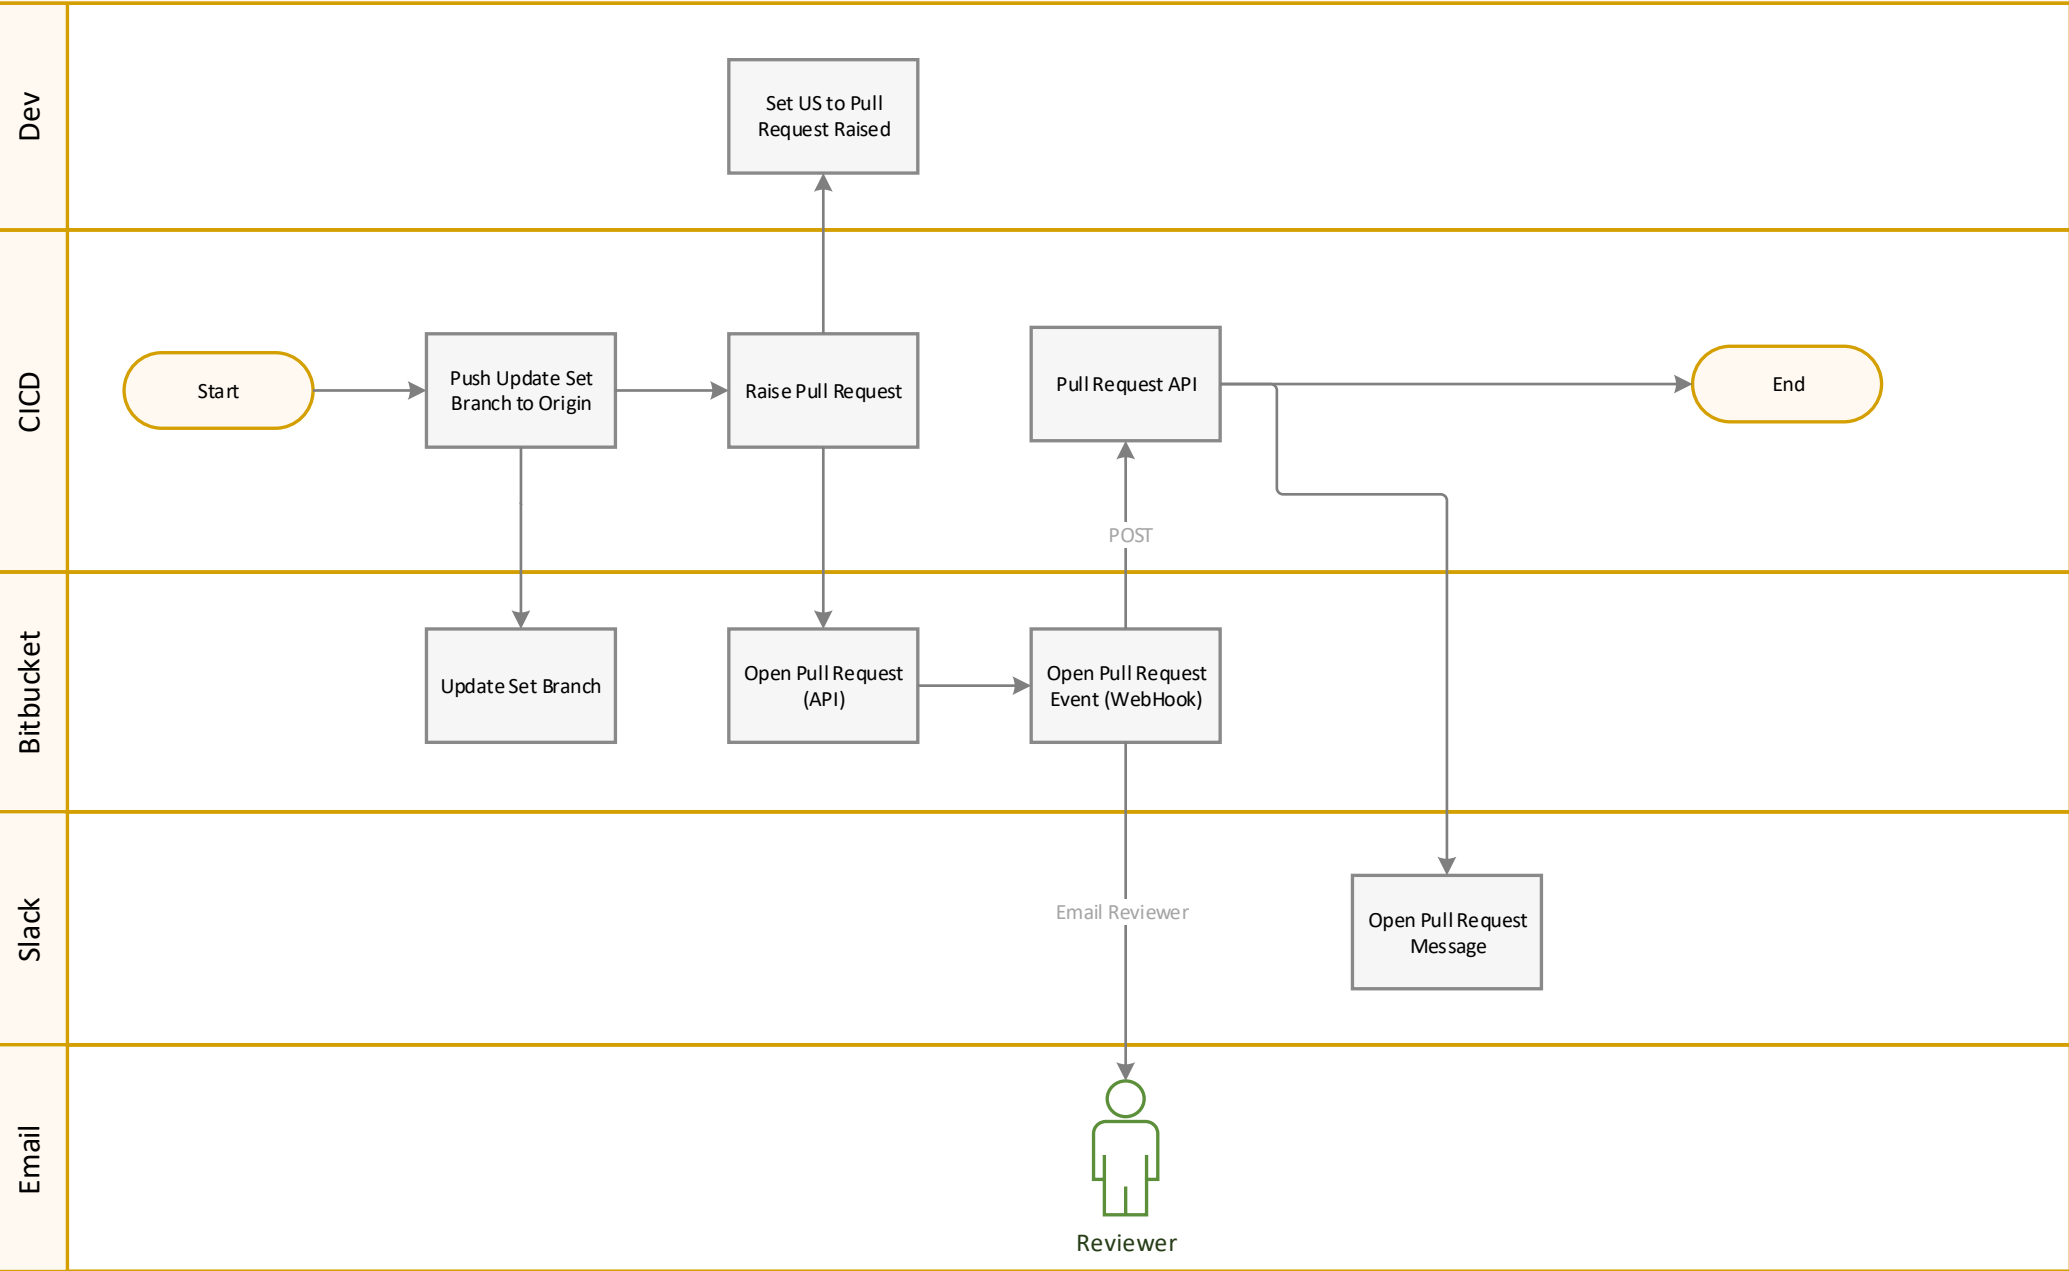 Dev
Set US to Pull
Request Raised
CICD
Start
Push Update Set
Branch to Origin
Raise Pull Request
Pull Request API
End
POST
Bitbucket
Update Set Branch
Open Pull Request
(API)
Open Pull Request
Event (WebHook)
Slack
Email Reviewer
Open Pull Request
Message
Email
Reviewer